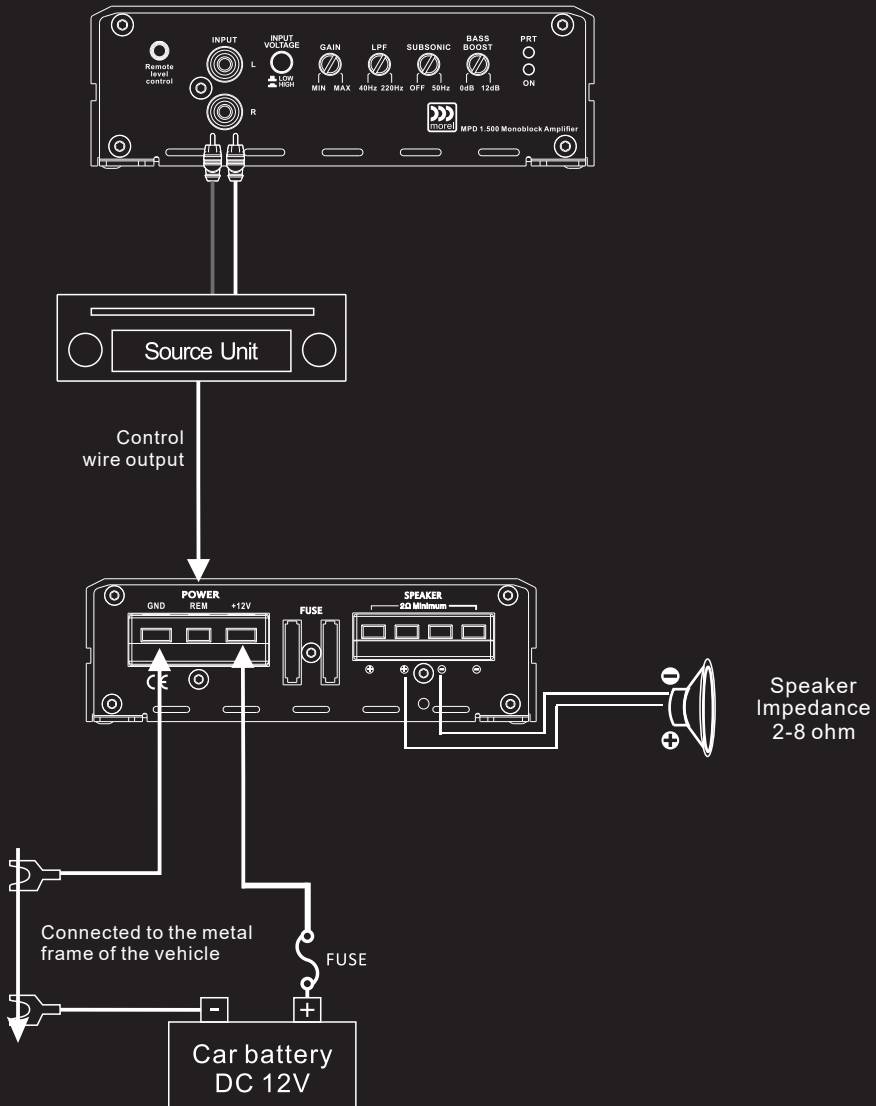 Remote
level
control
INPUT
L
R
INPUT
VOLTAGE
LOW
HIGH
GAIN
MIN MAX
LPF
40Hz 220Hz
SUBSONIC
OFF 50Hz
BASS
BOOST
0dB 12dB
PRT
ON
morel
MPD 1.500 Monoblock Amplifier
Source Unit
Control
wire output
POWER
GND REM +12V
CE
FUSE
SPEAKER
2Ω Minimum
+ + - -
-
+
Speaker
Impedance
2-8 ohm
Connected to the metal
frame of the vehicle
FUSE
- +
Car battery
DC 12V